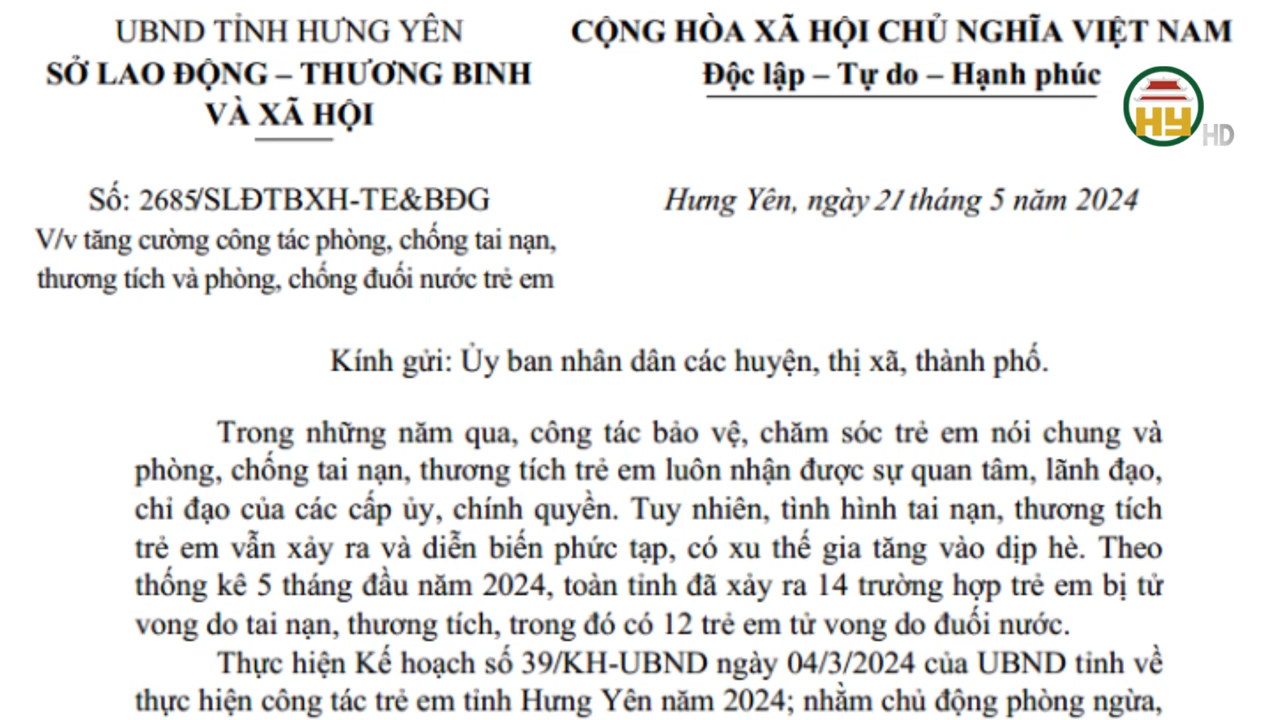 UBND TỈNH HƯNG YÊN
SỞ LAO ĐỘNG – THƯƠNG BINH
VÀ XÃ HỘI
CỘNG HÒA XÃ HỘI CHỦ NGHĨA VIỆT NAM
Độc lập – Tự do – Hạnh phúc
HY HD
Số: 2685/SLĐTBXH-TE&BĐG
V/v tăng cường công tác phòng, chống tai nạn,
thương tích và phòng, chống đuối nước trẻ em
Hưng Yên, ngày 21 tháng 5 năm 2024
Kính gửi: Ủy ban nhân dân các huyện, thị xã, thành phố.
Trong những năm qua, công tác bảo vệ, chăm sóc trẻ em nói chung và
phòng, chống tai nạn, thương tích trẻ em luôn nhận được sự quan tâm, lãnh đạo,
chỉ đạo của các cấp ủy, chính quyền. Tuy nhiên, tình hình tai nạn, thương tích
trẻ em vẫn xảy ra và diễn biến phức tạp, có xu thế gia tăng vào dịp hè. Theo
thống kê 5 tháng đầu năm 2024, toàn tỉnh đã xảy ra 14 trường hợp trẻ em bị tử
vong do tai nạn, thương tích, trong đó có 12 trẻ em tử vong do đuối nước.
Thực hiện Kế hoạch số 39/KH-UBND ngày 04/3/2024 của UBND tỉnh về
thực hiện công tác trẻ em tỉnh Hưng Yên năm 2024; nhằm chủ động phòng ngừa,